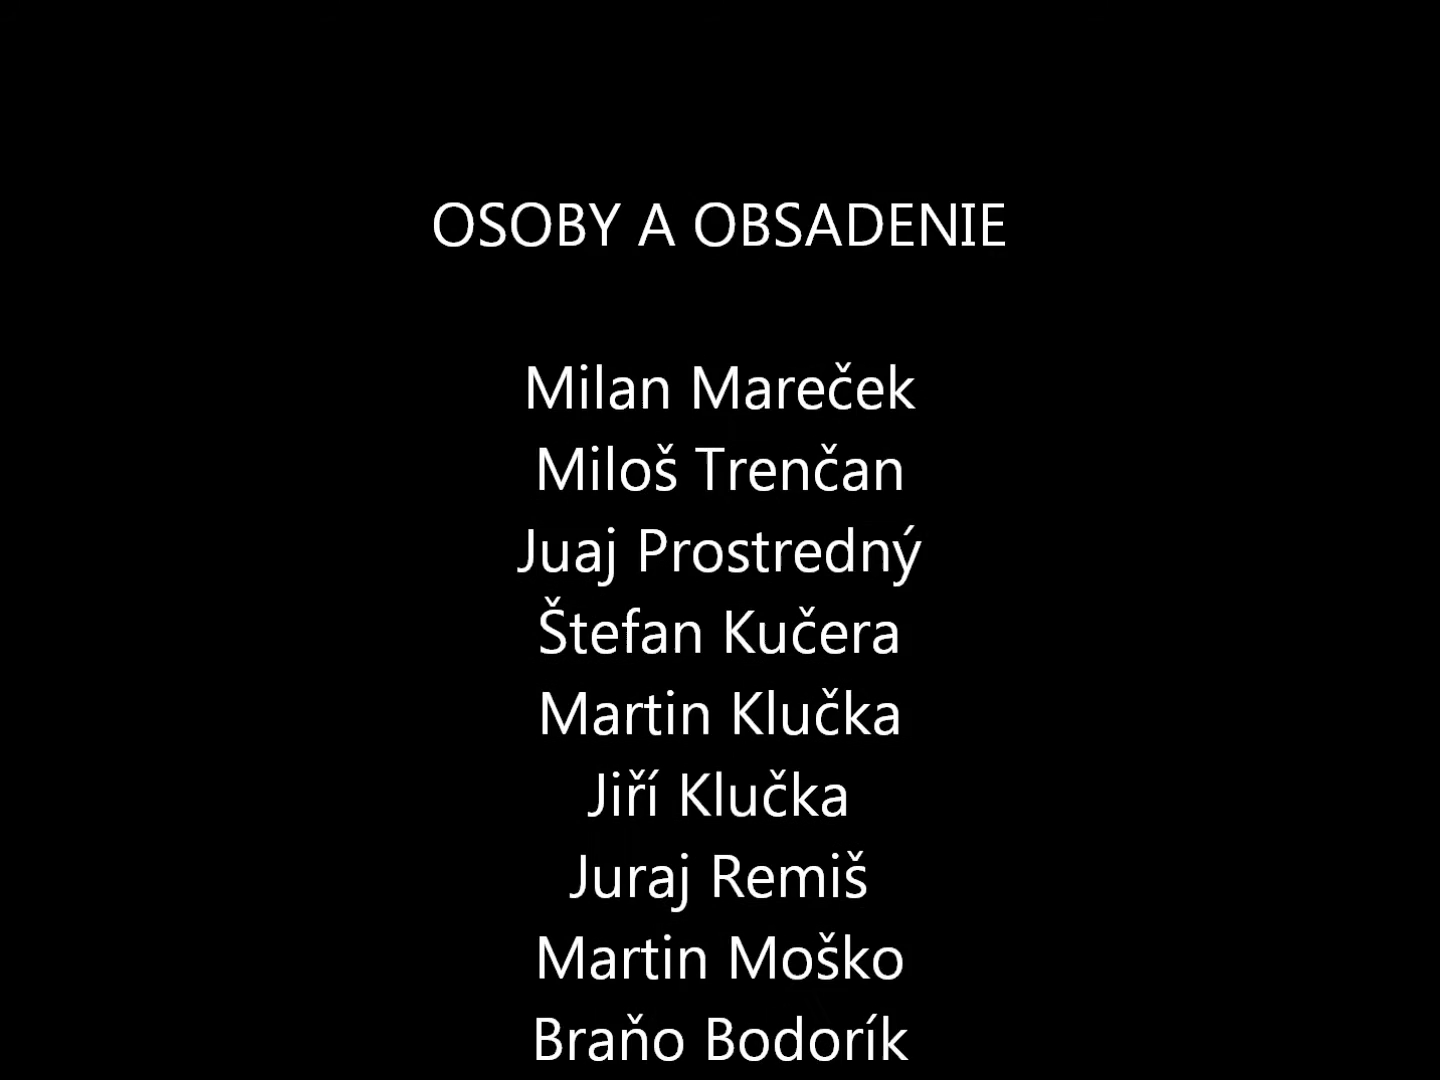 OSOBY A OBSADENIE
Milan Mareček
Miloš Trenčan
Juaj Prostredný
Štefan Kučera
Martin Klučka
Jiří Klučka
Juraj Remiš
Martin Moško
Braňo Bodorík